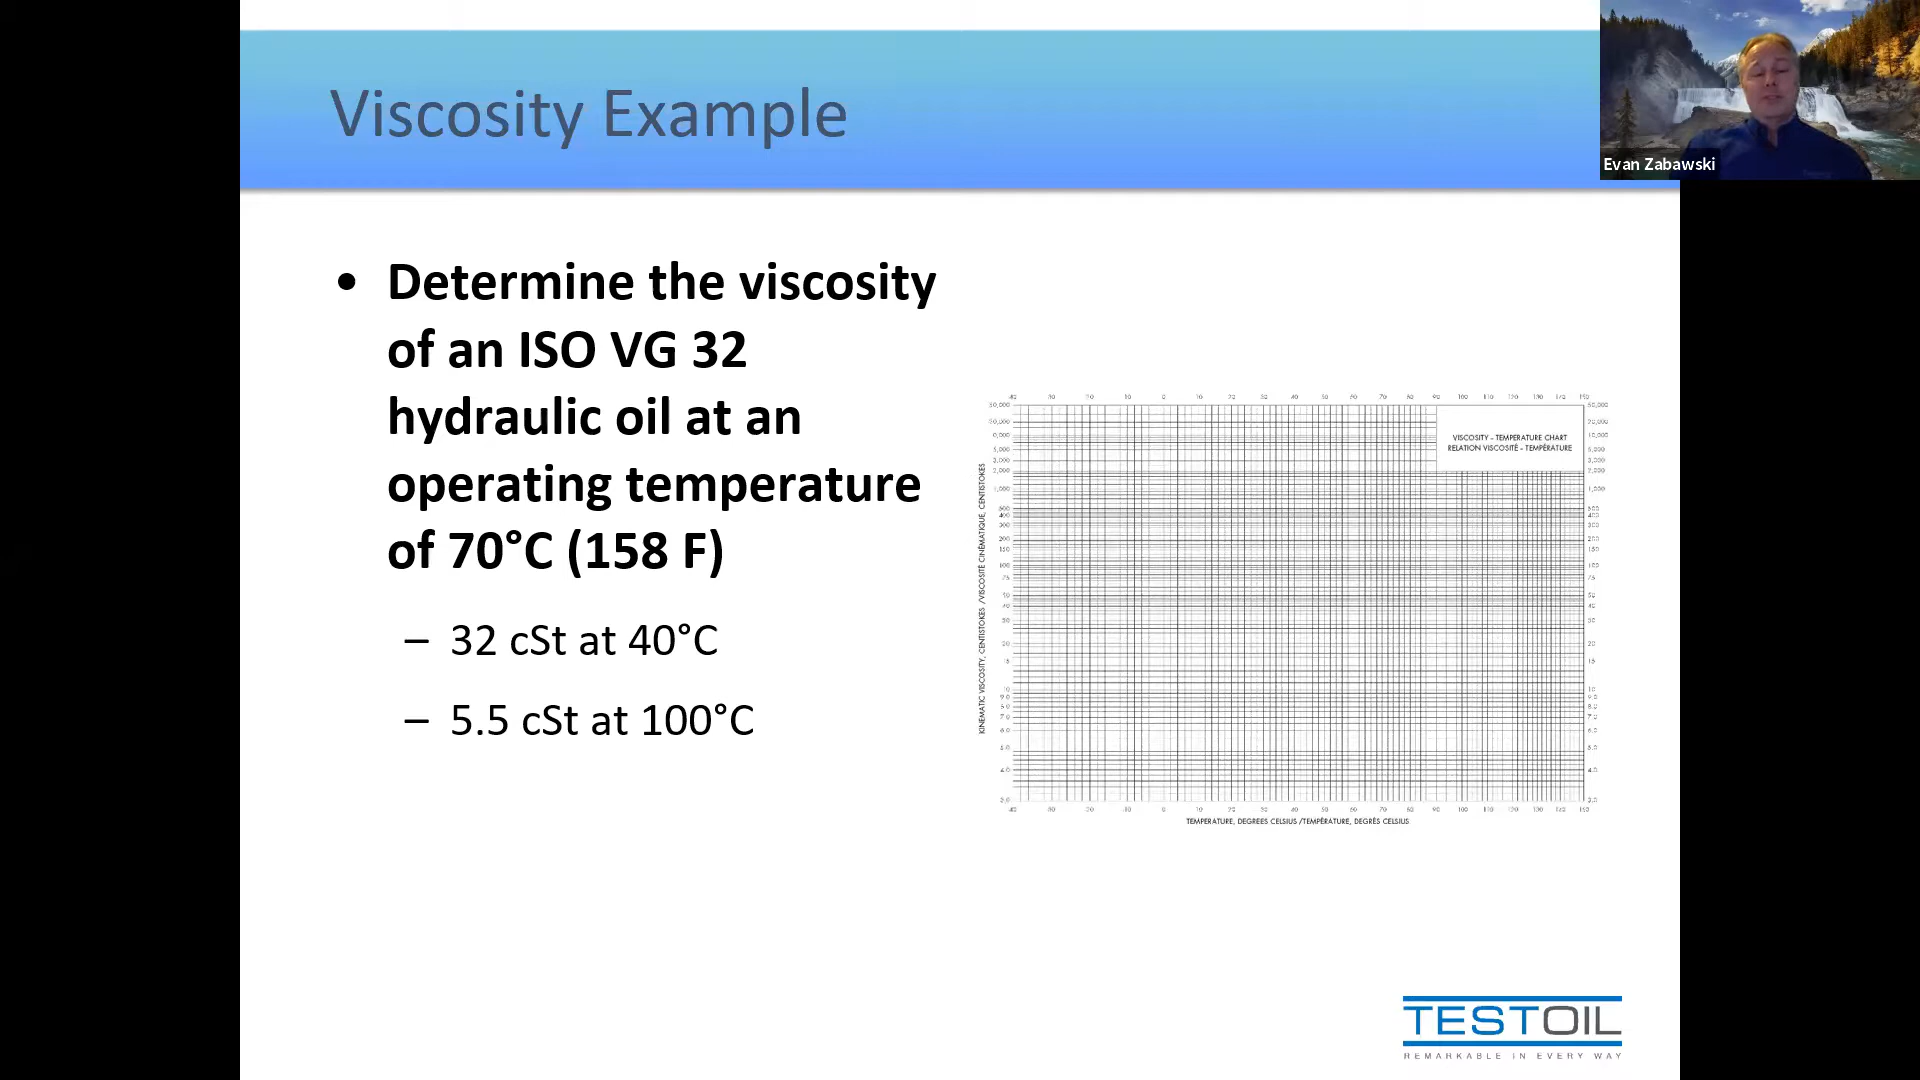 Viscosity Example
Evan Zabawski
• Determine the viscosity
of an ISO VG 32
hydraulic oil at an
operating temperature
of 70°C (158 F)
– 32 cSt at 40°C
– 5.5 cSt at 100°C
VISCOSITY - TEMPERATURE CHART
RELATION VISCOSITÉ - TEMPÉRATURE
KINEMATIC VISCOSITY, CENTISTOKES /VISCOSITÉ CINÉMATIQUE, CENTISTOKES
TEMPERATURE, DEGREES CELSIUS /TEMPÉRATURE, DEGRÉS CELSIUS
TESTOIL
REMARKABLE IN EVERY WAY